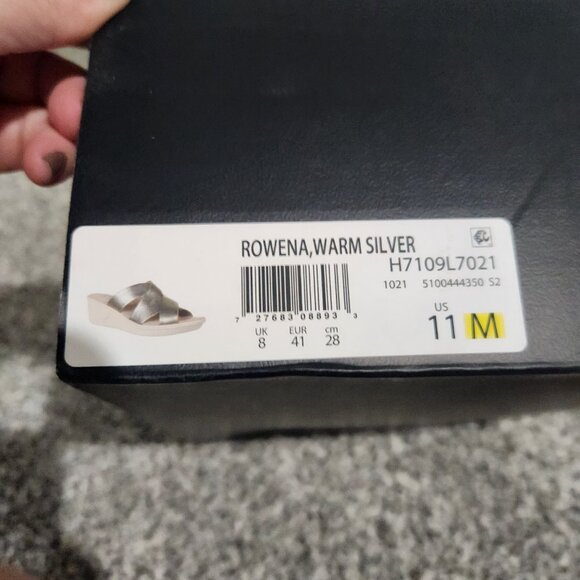 ROWENA,WARM SILVER
H7109L7021
1021 5100444350 S2
7 27683 08893 3
UK EUR cm
8 41 28
US
11 M